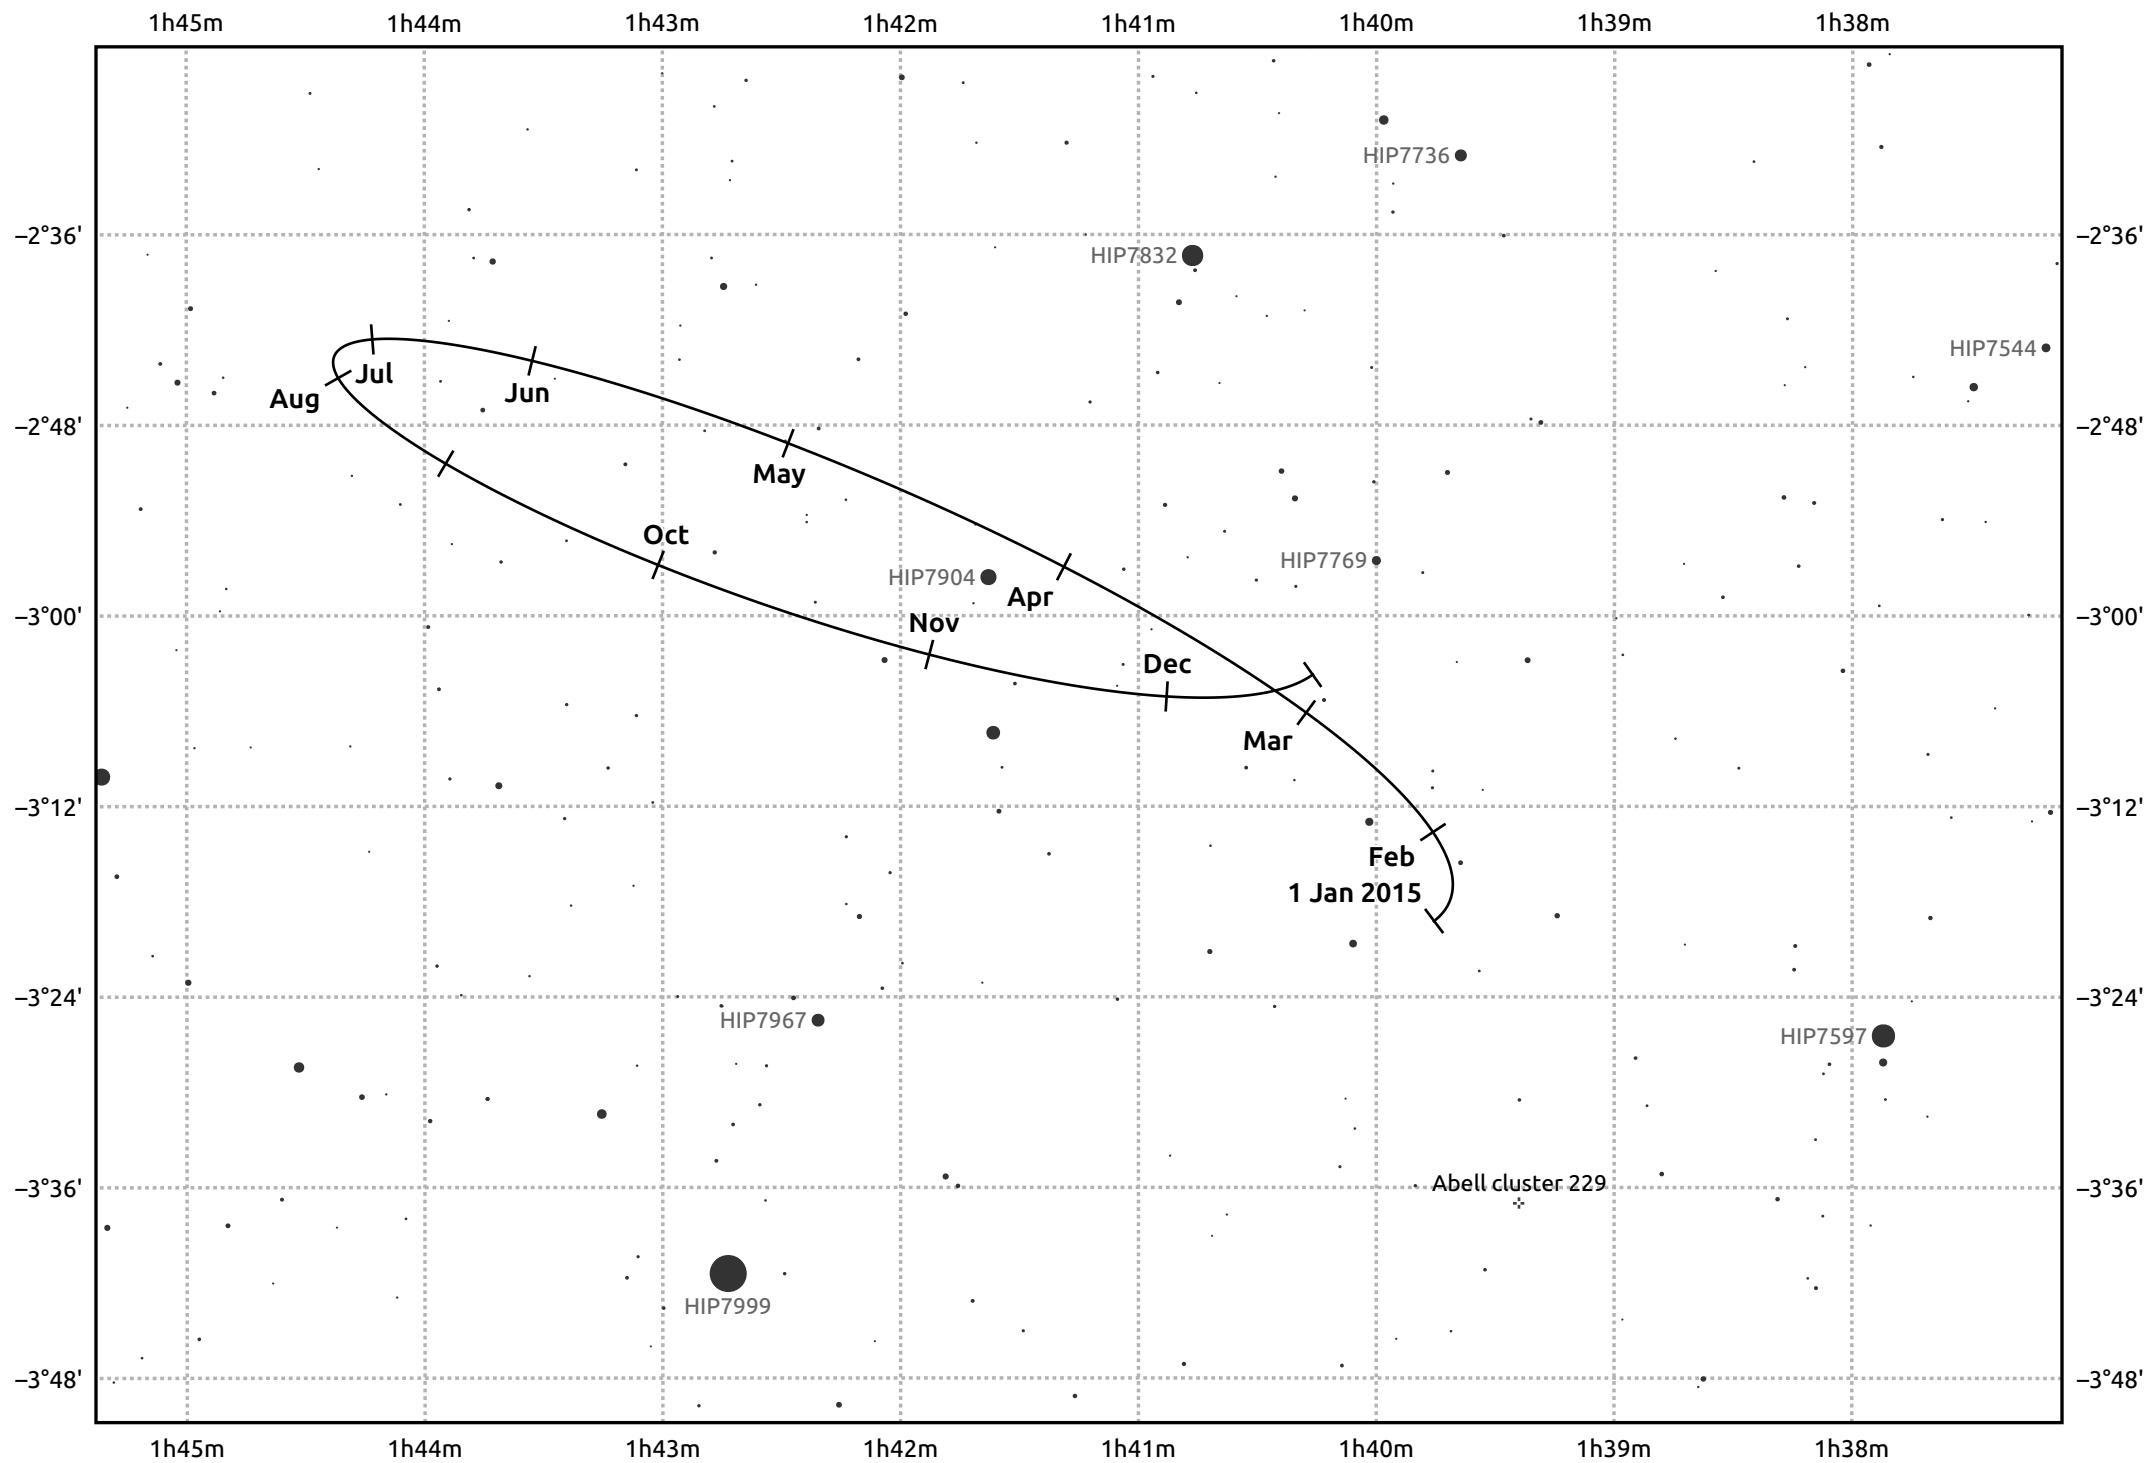 1h45m 1h44m 1h43m 1h42m 1h41m 1h40m 1h39m 1h38m
HIP7736
−2°36' −2°36'
HIP7832
HIP7544
Jul
Jun
Aug
−2°48' −2°48'
May
Oct
HIP7769
HIP7904
Apr
−3°00' −3°00'
Nov
Dec
Mar
−3°12' −3°12'
Feb
1 Jan 2015
−3°24' −3°24'
HIP7967
HIP7597
Abell cluster 229
−3°36' −3°36'
HIP7999
−3°48' −3°48'
1h45m 1h44m 1h43m 1h42m 1h41m 1h40m 1h39m 1h38m